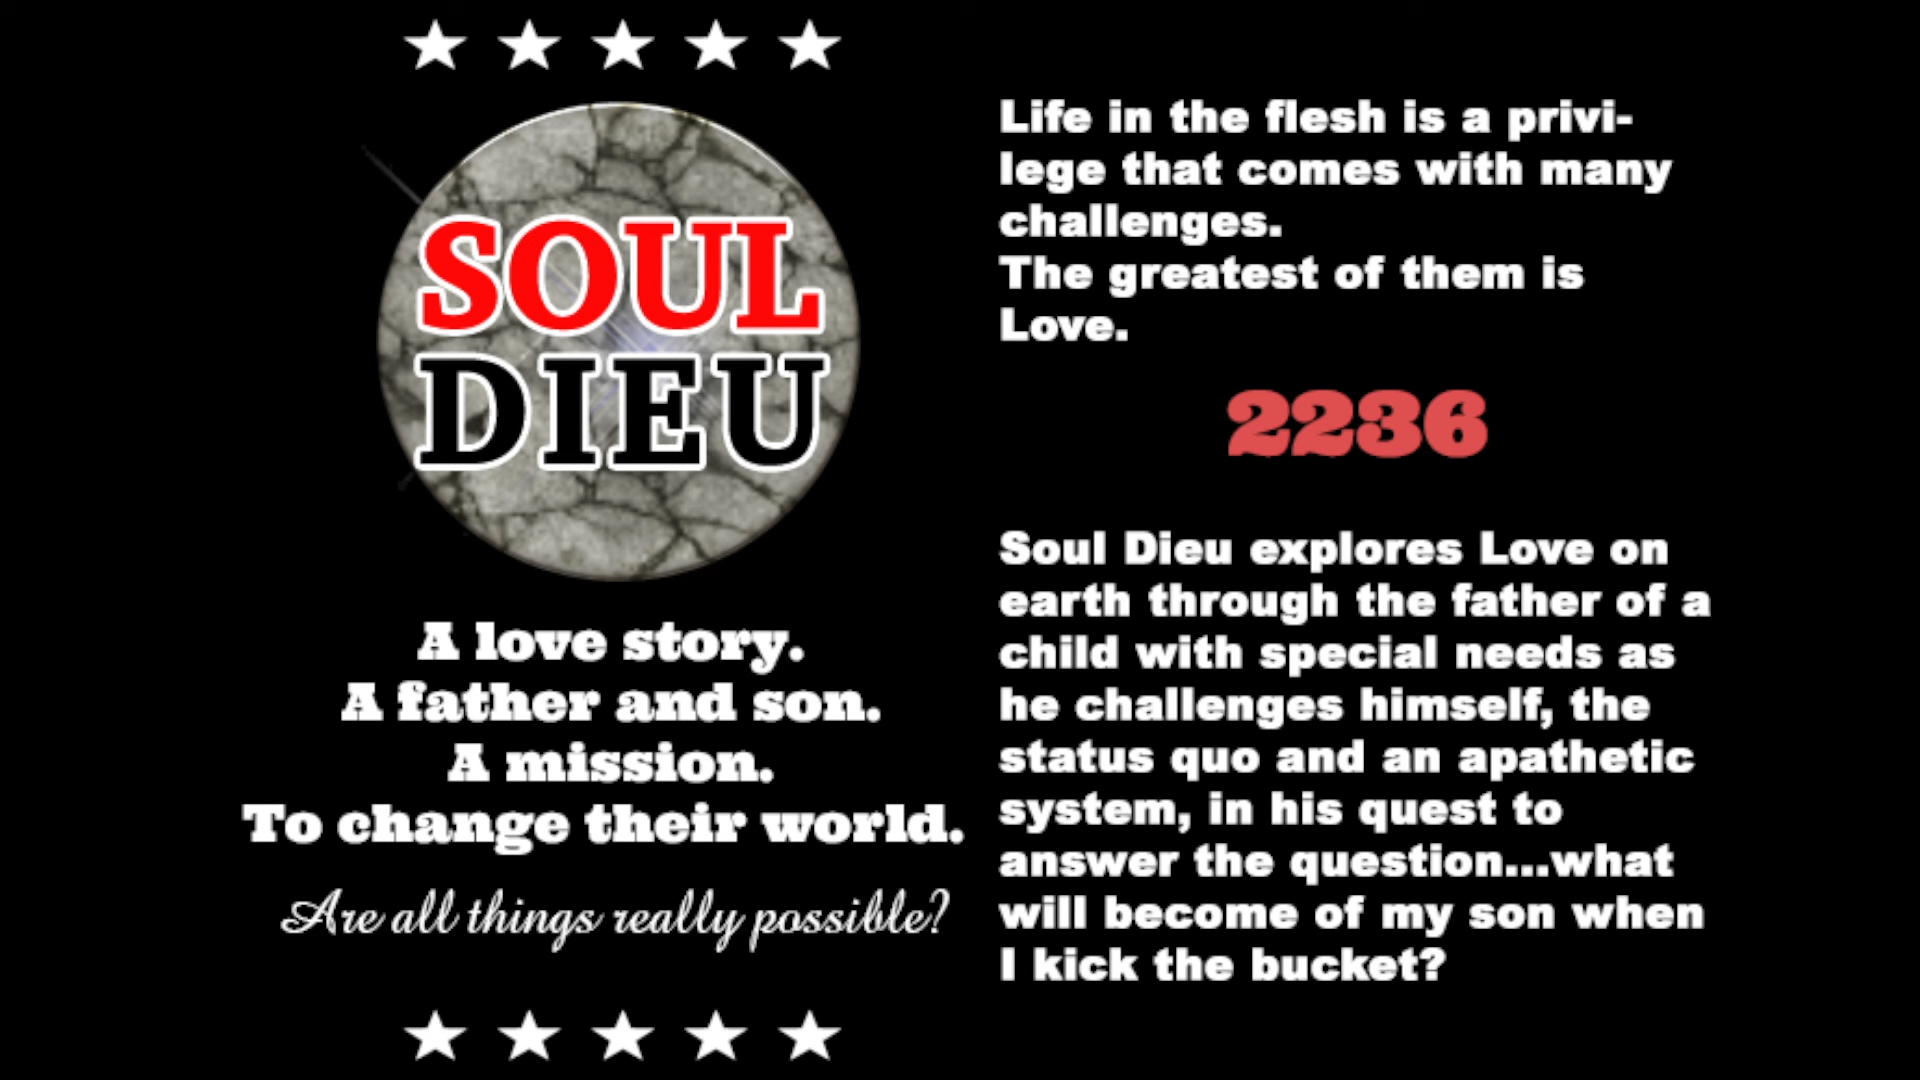 SOUL
DIEU
A love story.
A father and son.
A mission.
To change their world.
Are all things really possible?
Life in the flesh is a privi-
lege that comes with many
challenges.
The greatest of them is
Love.
2236
Soul Dieu explores Love on
earth through the father of a
child with special needs as
he challenges himself, the
status quo and an apathetic
system, in his quest to
answer the question...what
will become of my son when
I kick the bucket?